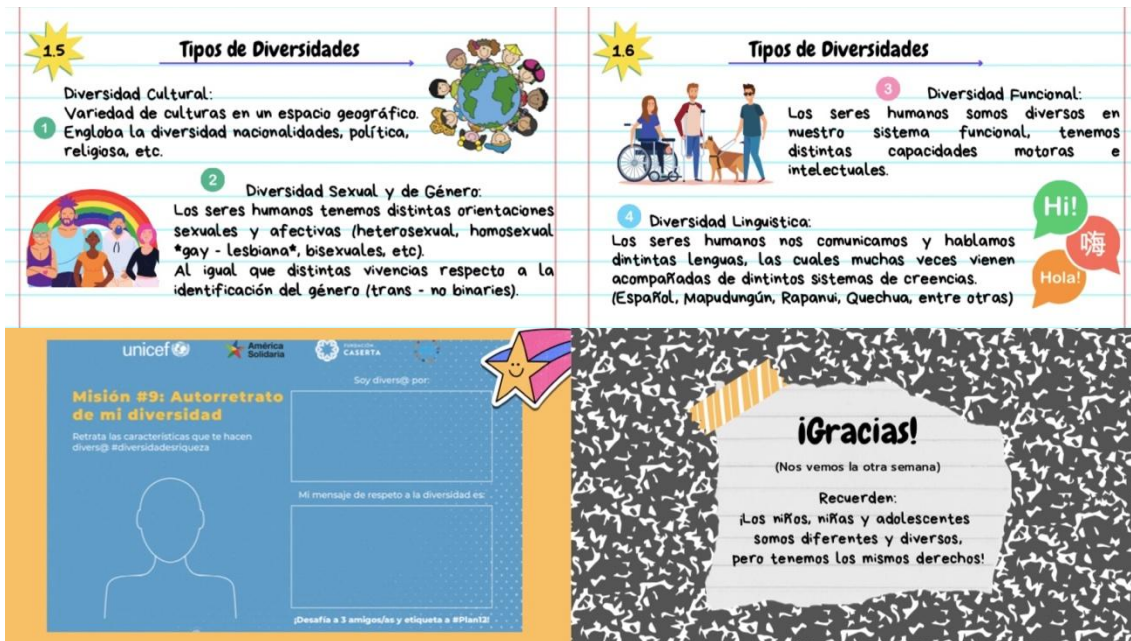 1.5
Tipos de Diversidades
Diversidad Cultural:
Variedad de culturas en un espacio geográfico.
1
Engloba la diversidad nacionalidades, política,
religiosa, etc.
2
Diversidad Sexual y de Género:
Los seres humanos tenemos distintas orientaciones
sexuales y afectivas (heterosexual, homosexual
*gay - lesbiana*, bisexuales, etc).
Al igual que distintas vivencias respecto a la
identificación del género (trans - no binaries).
1.6
Tipos de Diversidades
3
Diversidad Funcional:
Los seres humanos somos diversos en
nuestro sistema funcional, tenemos
distintas capacidades motoras e
intelectuales.
4
Diversidad Linguistica:
Los seres humanos nos comunicamos y hablamos
dintintas lenguas, las cuales muchas veces vienen
acompañadas de dintintos sistemas de creencias.
(Español, Mapudungún, Rapanui, Quechua, entre otras)
Hi!
嗨
Hola!
unicef
América
Solidaria
FUNDACIÓN
CASERTA
Misión #9: Autorretrato
de mi diversidad
Retrata las características que te hacen
divers@ #diversidadesriqueza
Soy divers@ por:
Mi mensaje de respeto a la diversidad es:
¡Desafía a 3 amigos/as y etiqueta a #Plan12!
¡Gracias!
(Nos vemos la otra semana)
Recuerden:
¡Los niños, niñas y adolescentes
somos diferentes y diversos,
pero tenemos los mismos derechos!